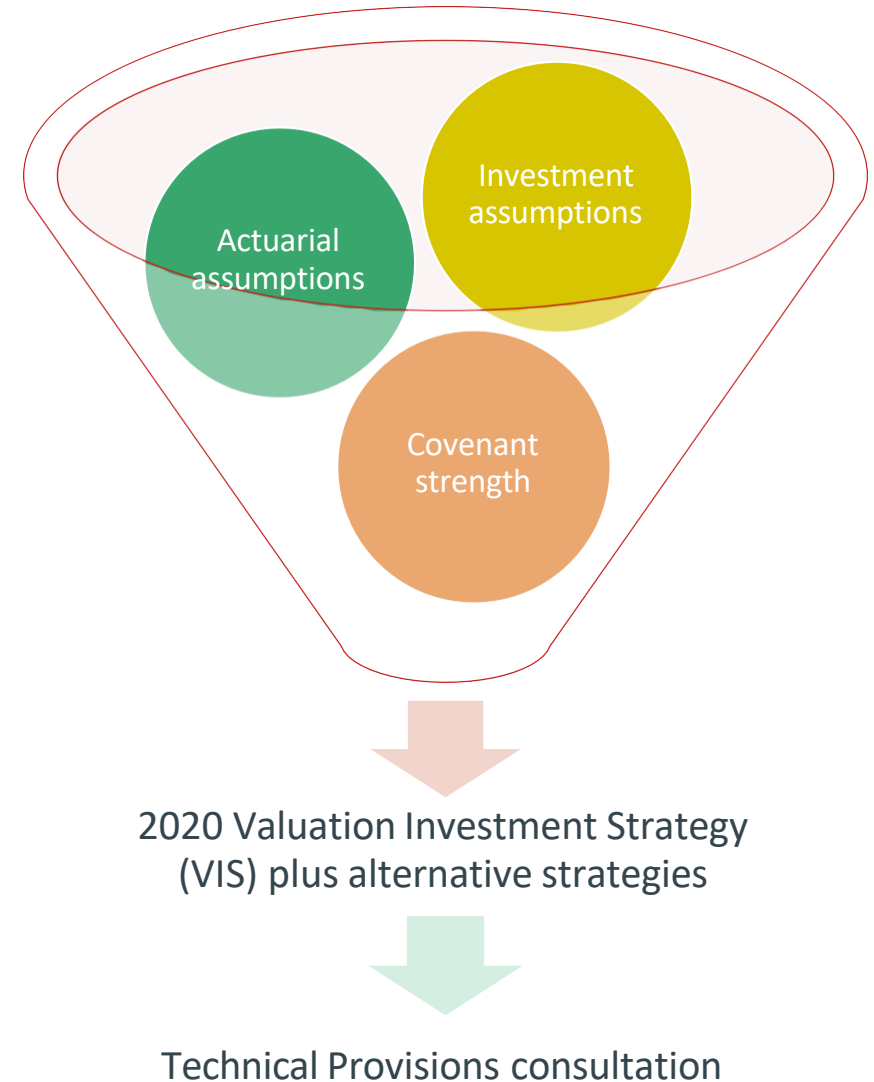 Investment
assumptions
Actuarial
assumptions
Covenant
strength
2020 Valuation Investment Strategy
(VIS) plus alternative strategies
Technical Provisions consultation